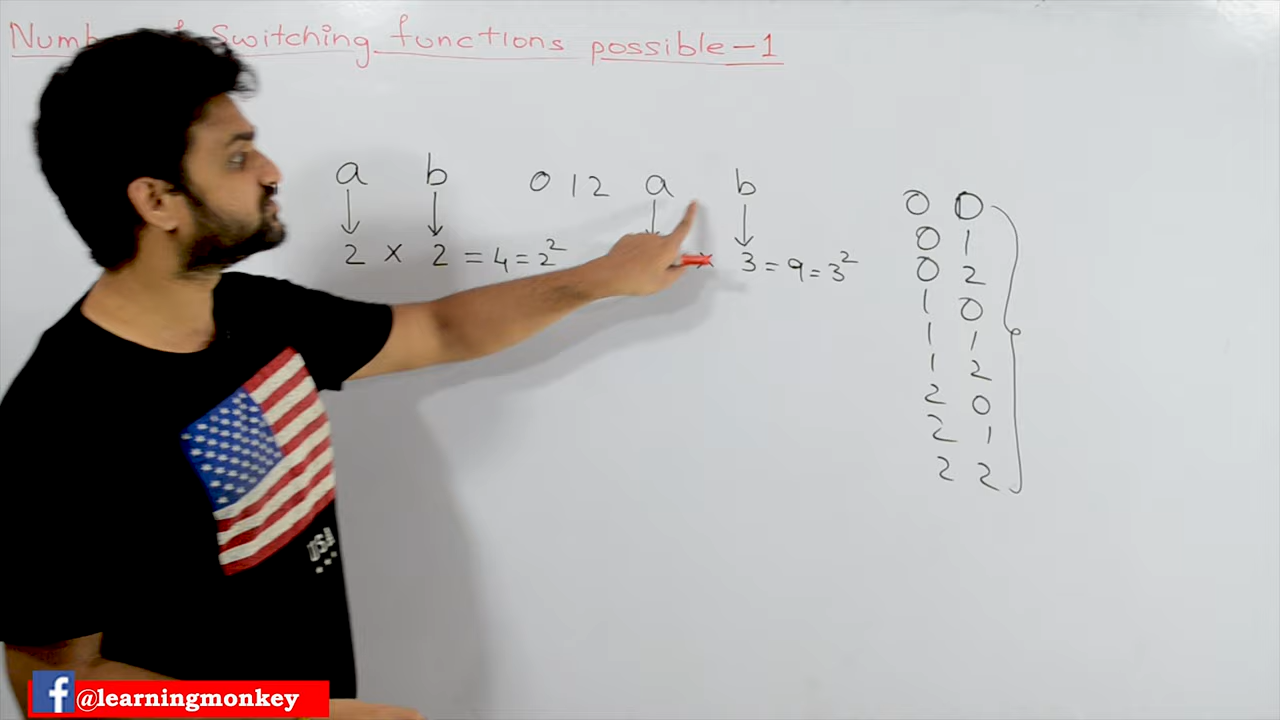 Switching functions possible-1
a b 0 1 2 a b
2 x 2 = 4 = 2² x 3 = 9 = 3²
0 0
0 1
0 2
1 0
1 1
1 2
2 0
2 1
2 2
USA
@learningmonkey